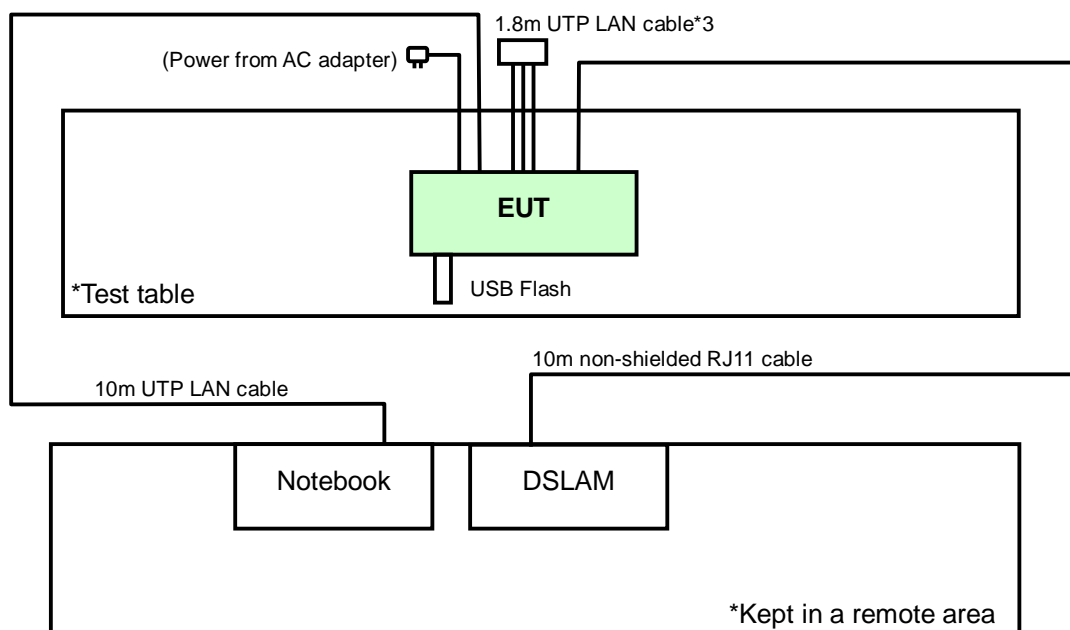 1.8m UTP LAN cable*3
(Power from AC adapter)
EUT
*Test table
USB Flash
10m non-shielded RJ11 cable
10m UTP LAN cable
Notebook
DSLAM
*Kept in a remote area